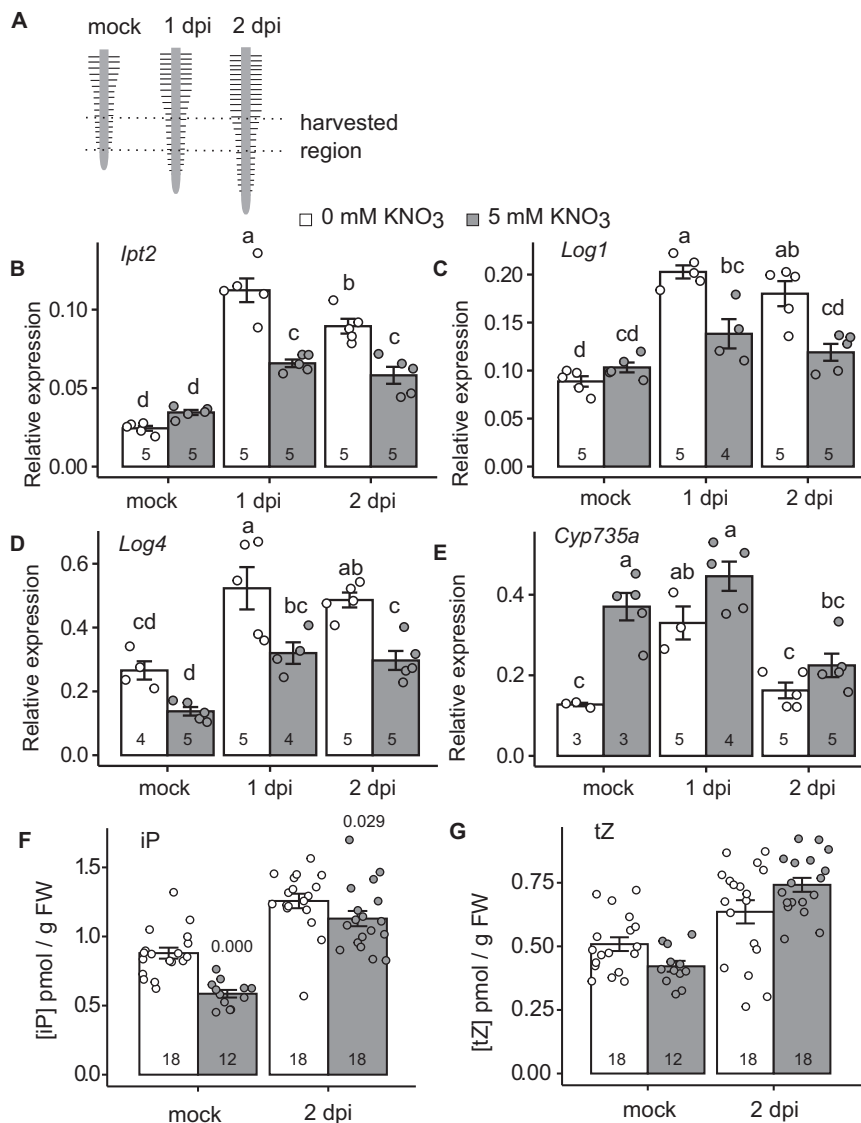 A
mock 1 dpi 2 dpi
harvested
region
0 mM KNO3 5 mM KNO3
B
Ipt2
Relative expression
0.10
0.05
0.00
d d a c b c
5 5 5 5 5 5
mock 1 dpi 2 dpi
C
Log1
Relative expression
0.20
0.15
0.10
0.05
0.00
d cd a bc ab cd
5 5 5 4 5 5
mock 1 dpi 2 dpi
D
Log4
Relative expression
0.6
0.4
0.2
0.0
cd d a bc ab c
4 5 5 4 5 5
mock 1 dpi 2 dpi
E
Cyp735a
Relative expression
0.4
0.2
0.0
c a ab a c bc
3 3 5 4 5 5
mock 1 dpi 2 dpi
F
iP
[iP] pmol / g FW
1.5
1.0
0.5
0.0
0.000 0.029
18 12 18 18
mock 2 dpi
G
tZ
[tZ] pmol / g FW
0.75
0.50
0.25
0.00
18 12 18 18
mock 2 dpi